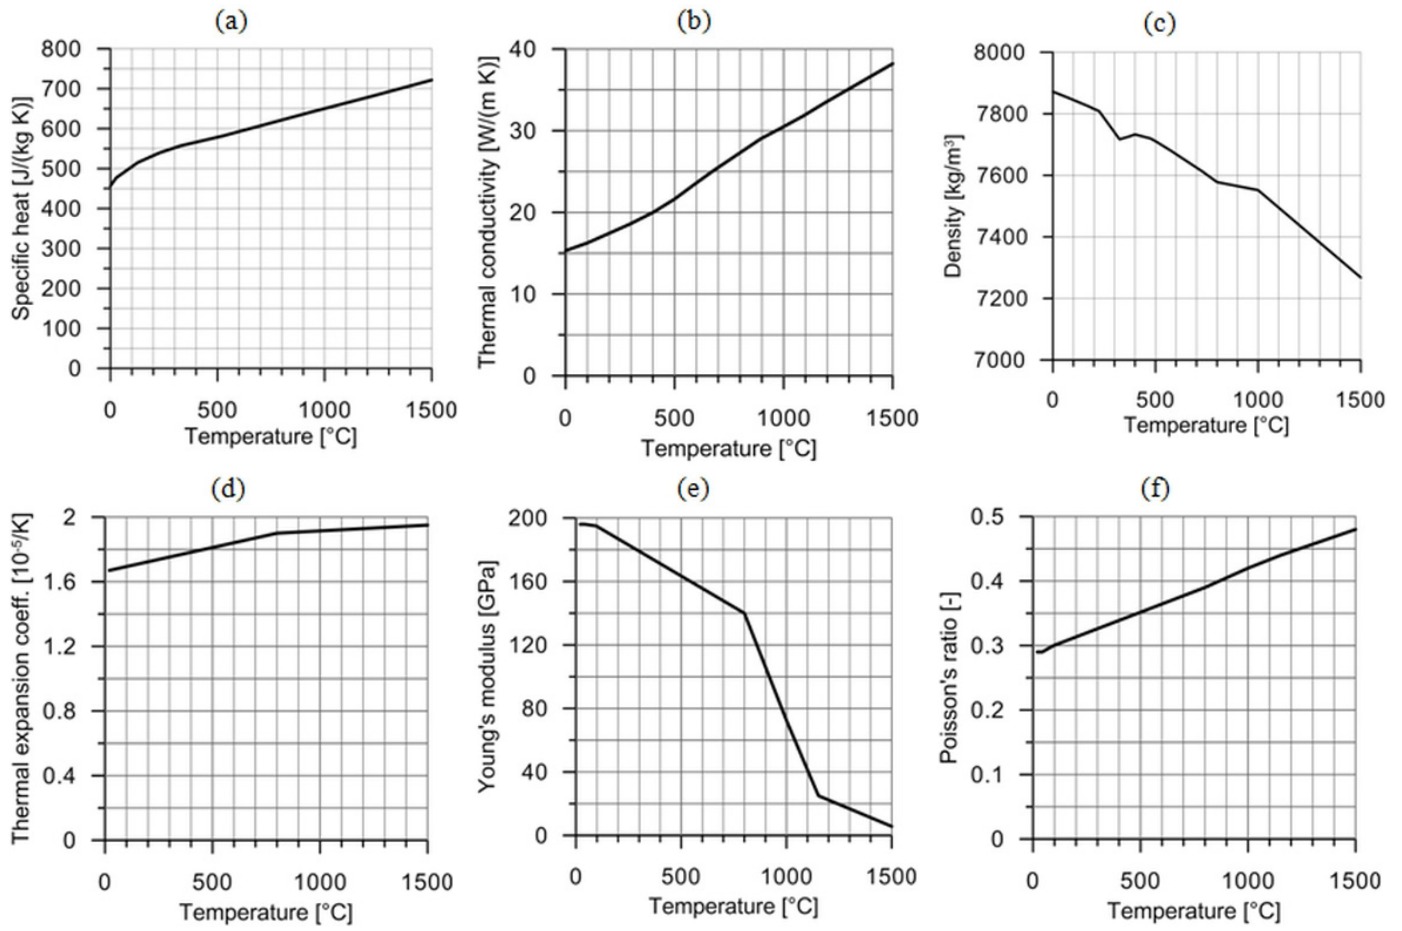 (a)
800
700
600
500
400
300
200
100
0
Specific heat [J/(kg K)]
0 500 1000 1500
Temperature [°C]
(b)
40
30
20
10
0
Thermal conductivity [W/(m K)]
0 500 1000 1500
Temperature [°C]
(c)
8000
7800
7600
7400
7200
7000
Density [kg/m³]
0 500 1000 1500
Temperature [°C]
(d)
2
1.6
1.2
0.8
0.4
0
Thermal expansion coeff. [10⁻⁵/K]
0 500 1000 1500
Temperature [°C]
(e)
200
160
120
80
40
0
Young's modulus [GPa]
0 500 1000 1500
Temperature [°C]
(f)
0.5
0.4
0.3
0.2
0.1
0
Poisson's ratio [-]
0 500 1000 1500
Temperature [°C]